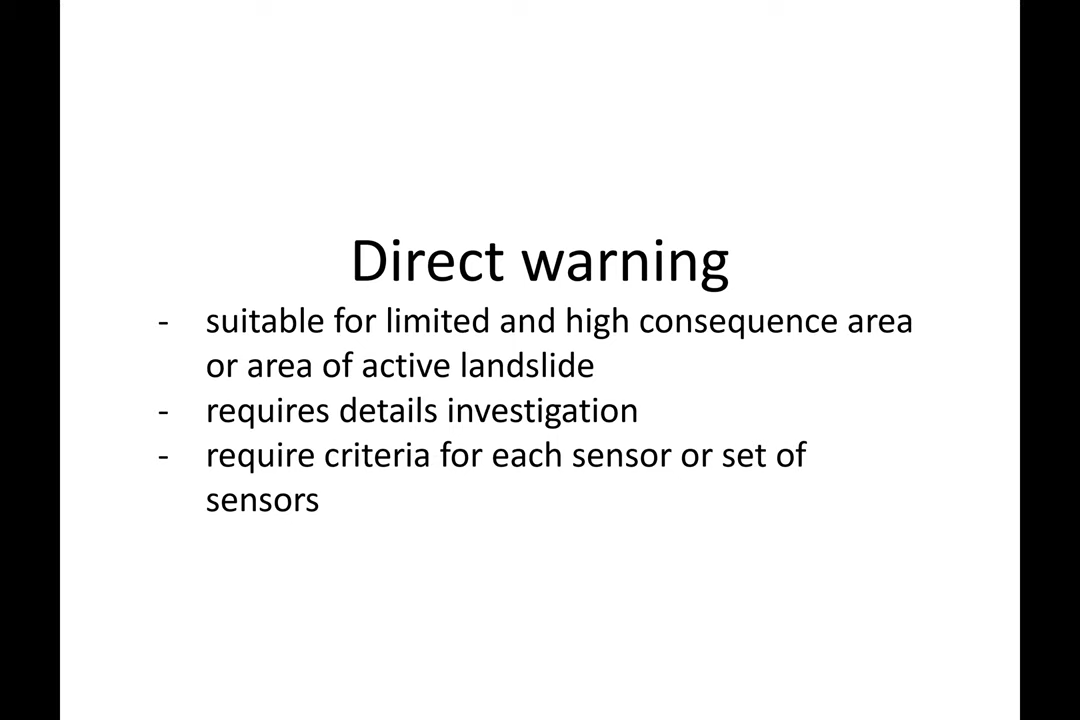 Direct warning
- suitable for limited and high consequence area
or area of active landslide
- requires details investigation
- require criteria for each sensor or set of
sensors